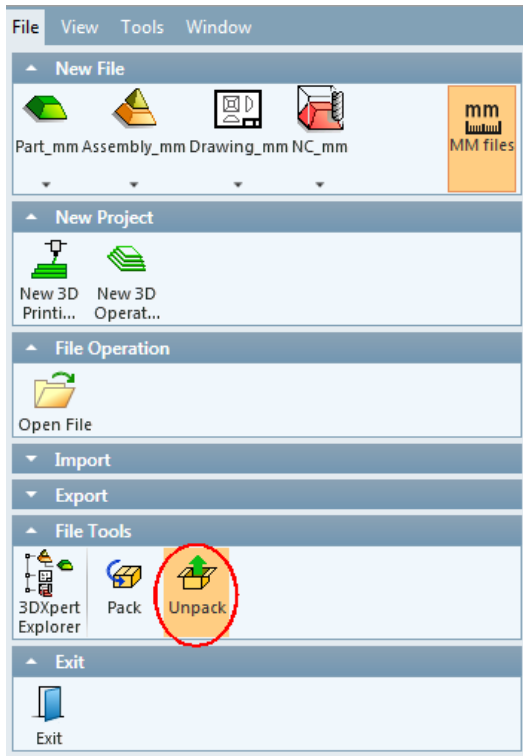 File View Tools Window
New File
Part_mm Assembly_mm Drawing_mm NC_mm
mm
MM files
New Project
New 3D
Printi...
New 3D
Operat...
File Operation
Open File
Import
Export
File Tools
3DXpert
Explorer
Pack
Unpack
Exit
Exit